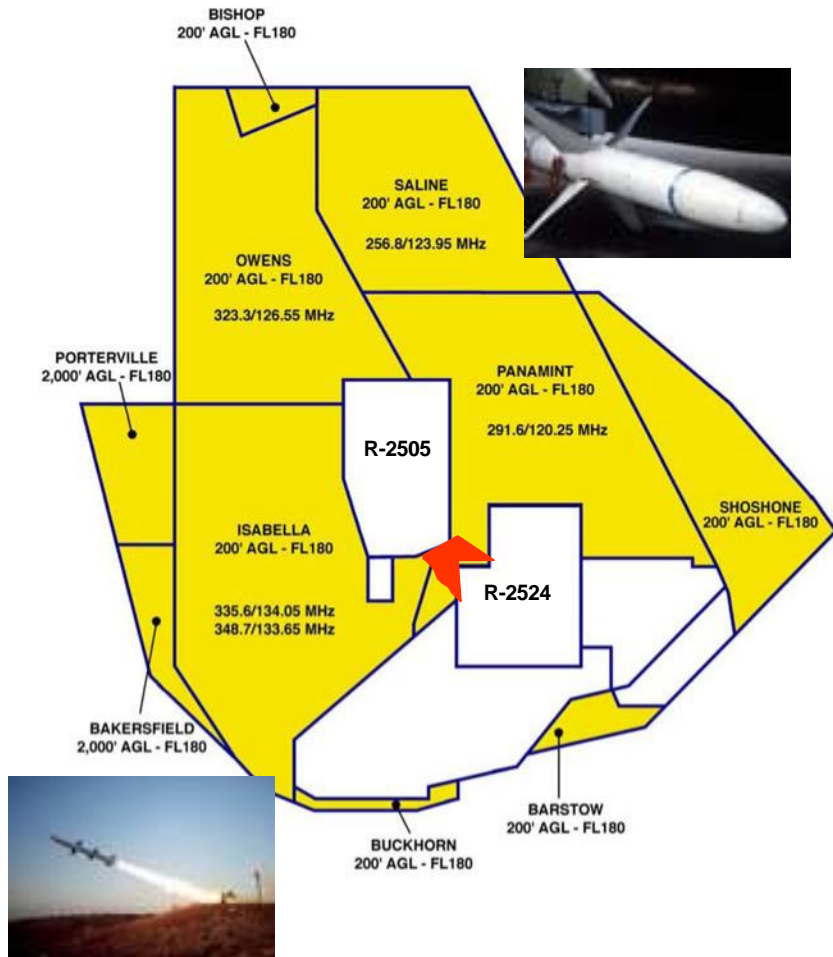 BISHOP
200' AGL - FL180
SALINE
200' AGL - FL180
256.8/123.95 MHz
OWENS
200' AGL - FL180
323.3/126.55 MHz
PORTERVILLE
2,000' AGL - FL180
PANAMINT
200' AGL - FL180
291.6/120.25 MHz
R-2505
SHOSHONE
200' AGL - FL180
ISABELLA
200' AGL - FL180
335.6/134.05 MHz
348.7/133.65 MHz
R-2524
BAKERSFIELD
2,000' AGL - FL180
BARSTOW
200' AGL - FL180
BUCKHORN
200' AGL - FL180